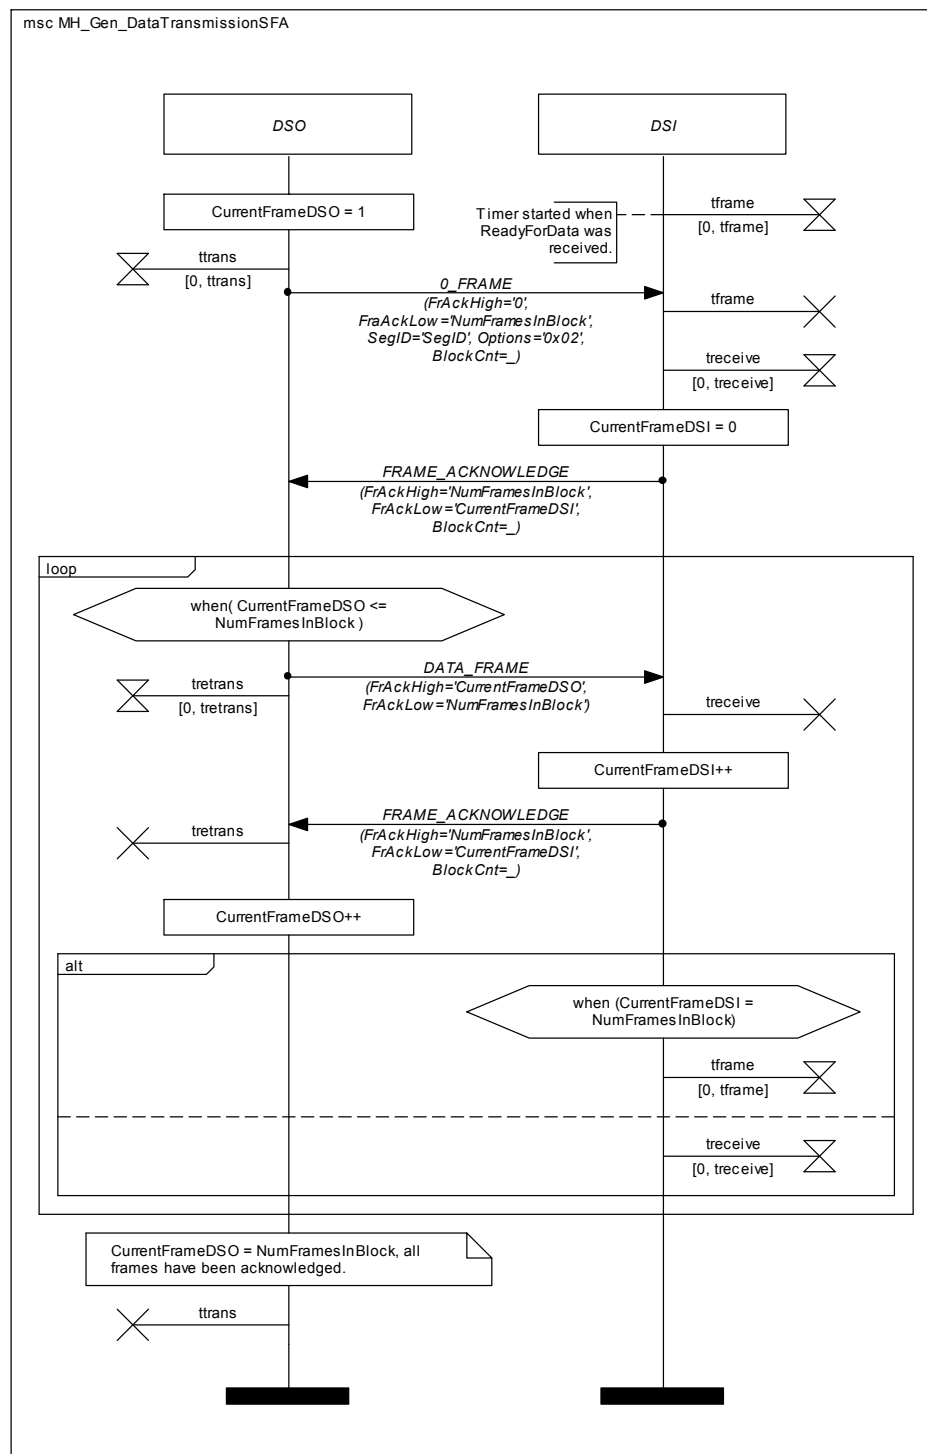 msc MH_Gen_DataTransmissionSFA
DSO
DSI
CurrentFrameDSO = 1
Timer started when
ReadyForData was
received.
tframe
[0, tframe]
ttrans
[0, ttrans]
0_FRAME
(FrAckHigh='0',
FraAckLow='NumFramesInBlock',
SegID='SegID', Options='0x02',
BlockCnt=_)
tframe
treceive
[0, treceive]
CurrentFrameDSI = 0
FRAME_ACKNOWLEDGE
(FrAckHigh='NumFramesInBlock',
FrAckLow='CurrentFrameDSI',
BlockCnt=_)
loop
when( CurrentFrameDSO <=
NumFramesInBlock )
DATA_FRAME
(FrAckHigh='CurrentFrameDSO',
FrAckLow='NumFramesInBlock')
tretrans
[0, tretrans]
treceive
CurrentFrameDSI++
FRAME_ACKNOWLEDGE
(FrAckHigh='NumFramesInBlock',
FrAckLow='CurrentFrameDSI',
BlockCnt=_)
tretrans
CurrentFrameDSO++
alt
when (CurrentFrameDSI =
NumFramesInBlock)
tframe
[0, tframe]
treceive
[0, treceive]
CurrentFrameDSO = NumFramesInBlock, all
frames have been acknowledged.
ttrans